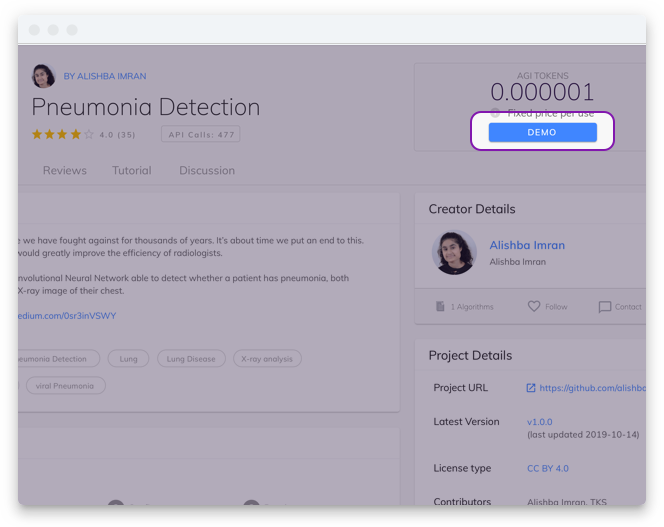 BY ALISHBA IMRAN
Pneumonia Detection
4.0 (35)
API Calls: 477
AGI TOKENS
0.000001
Fixed price per use
DEMO
Reviews
Tutorial
Discussion
e we have fought against for thousands of years. It's about time we put an end to this.
would greatly improve the efficiency of radiologists.
nvolutional Neural Network able to detect whether a patient has pneumonia, both
X-ray image of their chest.
edium.com/0sr3inVSWY
eumonia Detection
Lung
Lung Disease
X-ray analysis
viral Pneumonia
Creator Details
Alishba Imran
Alishba Imran
1 Algorithms
Follow
Contact
Project Details
Project URL
https://github.com/alishba
Latest Version
v1.0.0
(last updated 2019-10-14)
License type
CC BY 4.0
Contributors
Alishba Imran, TKS